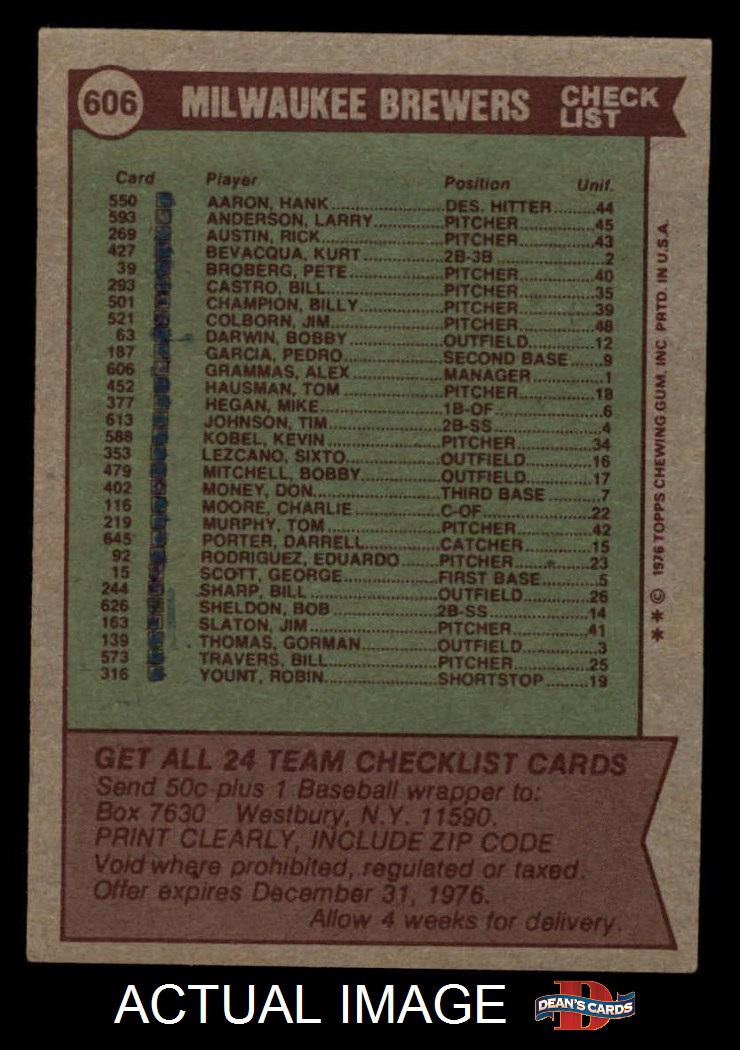 606 MILWAUKEE BREWERS CHECK LIST
Card Player Position Unif.
550 AARON, HANK DES. HITTER 44
593 ANDERSON, LARRY PITCHER 45
269 AUSTIN, RICK PITCHER 43
427 BEVACQUA, KURT 2B-3B 2
39 BROBERG, PETE PITCHER 40
293 CASTRO, BILL PITCHER 35
501 CHAMPION, BILLY PITCHER 39
521 COLBORN, JIM PITCHER 48
63 DARWIN, BOBBY OUTFIELD 12
187 GARCIA, PEDRO SECOND BASE 9
606 GRAMMAS, ALEX MANAGER 1
452 HAUSMAN, TOM PITCHER 18
377 HEGAN, MIKE 1B-OF 6
613 JOHNSON, TIM 2B-SS 4
588 KOBEL, KEVIN PITCHER 34
353 LEZCANO, SIXTO OUTFIELD 16
479 MITCHELL, BOBBY OUTFIELD 17
402 MONEY, DON THIRD BASE 7
116 MOORE, CHARLIE C-OF 22
219 MURPHY, TOM PITCHER 42
645 PORTER, DARRELL CATCHER 15
92 RODRIGUEZ, EDUARDO PITCHER 23
15 SCOTT, GEORGE FIRST BASE 5
244 SHARP, BILL OUTFIELD 26
626 SHELDON, BOB 2B-SS 14
163 SLATON, JIM PITCHER 41
139 THOMAS, GORMAN OUTFIELD 3
573 TRAVERS, BILL PITCHER 25
316 YOUNT, ROBIN SHORTSTOP 19
**© 1976 TOPPS CHEWING GUM, INC. PRTD. IN U.S.A.
GET ALL 24 TEAM CHECKLIST CARDS
Send 50c plus 1 Baseball wrapper to:
Box 7630 Westbury, N.Y. 11590.
PRINT CLEARLY, INCLUDE ZIP CODE
Void where prohibited, regulated or taxed.
Offer expires December 31, 1976.
Allow 4 weeks for delivery.
ACTUAL IMAGE DEAN'S CARDS